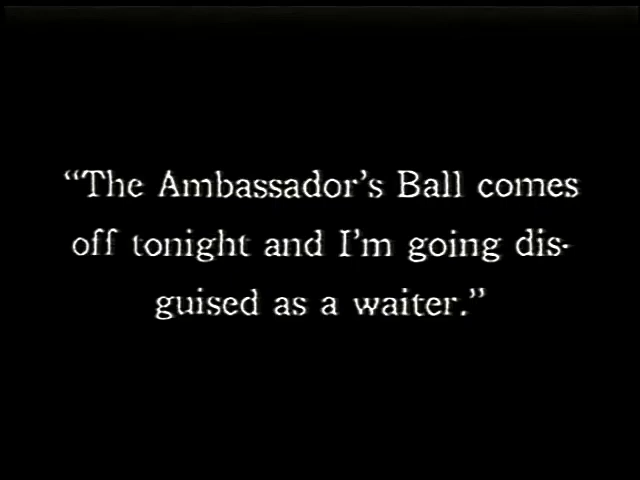 “The Ambassador’s Ball comes
off tonight and I’m going dis-
guised as a waiter.”